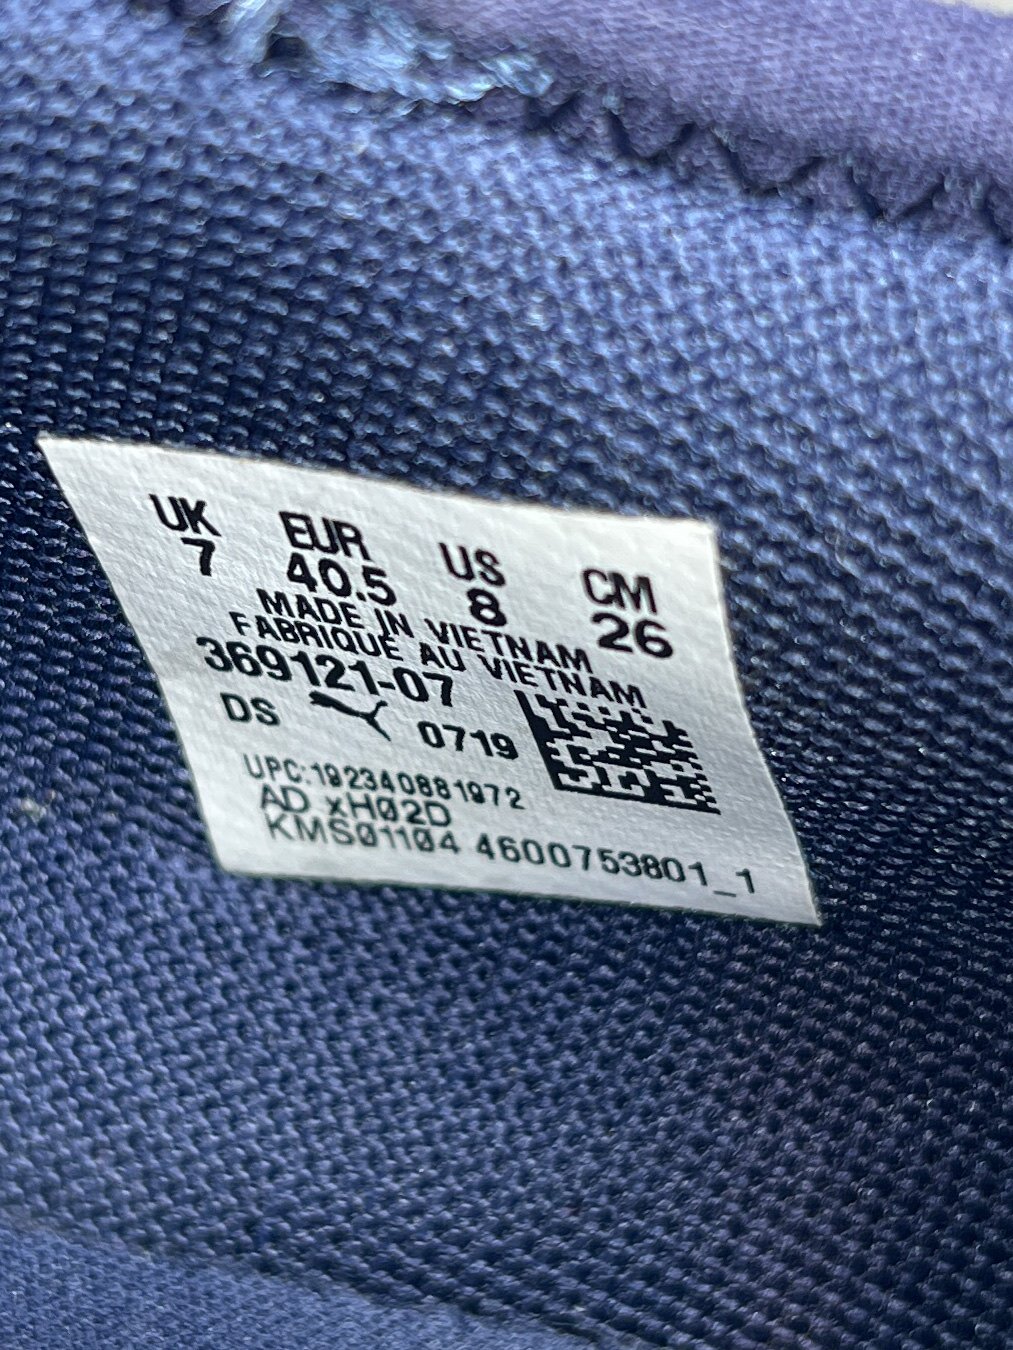 UK EUR US CM
7 40.5 8 26
MADE IN VIETNAM
FABRIQUÉ AU VIETNAM
369121-07
DS 0719
UPC:192340881972
AD xH02D
KMS01104 4600753801_1